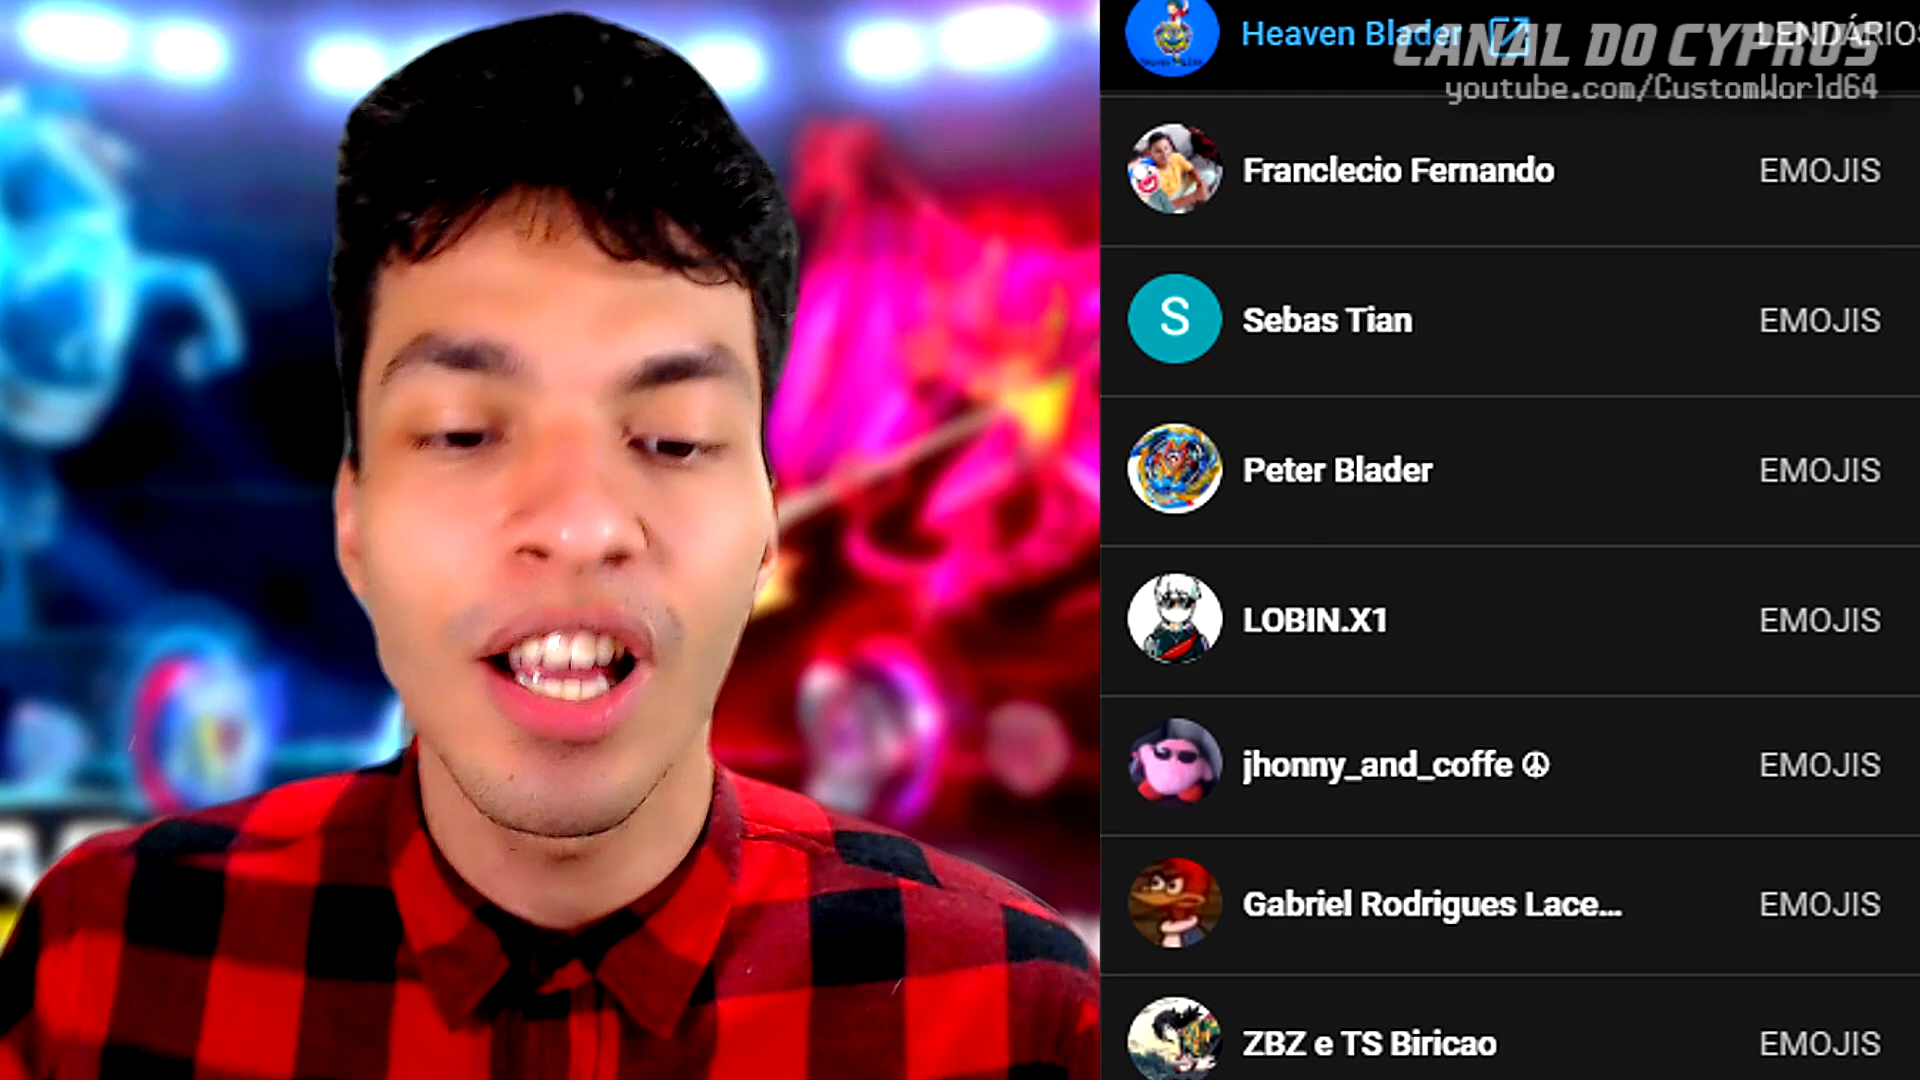 Heaven Blader
LENDÁRIOS
CANAL DO CYPRUS
youtube.com/CustomWorld64
Franclecio Fernando EMOJIS
S
Sebas Tian EMOJIS
Peter Blader EMOJIS
LOBIN.X1 EMOJIS
jhonny_and_coffe ☮ EMOJIS
Gabriel Rodrigues Lace... EMOJIS
ZBZ e TS Biricao EMOJIS